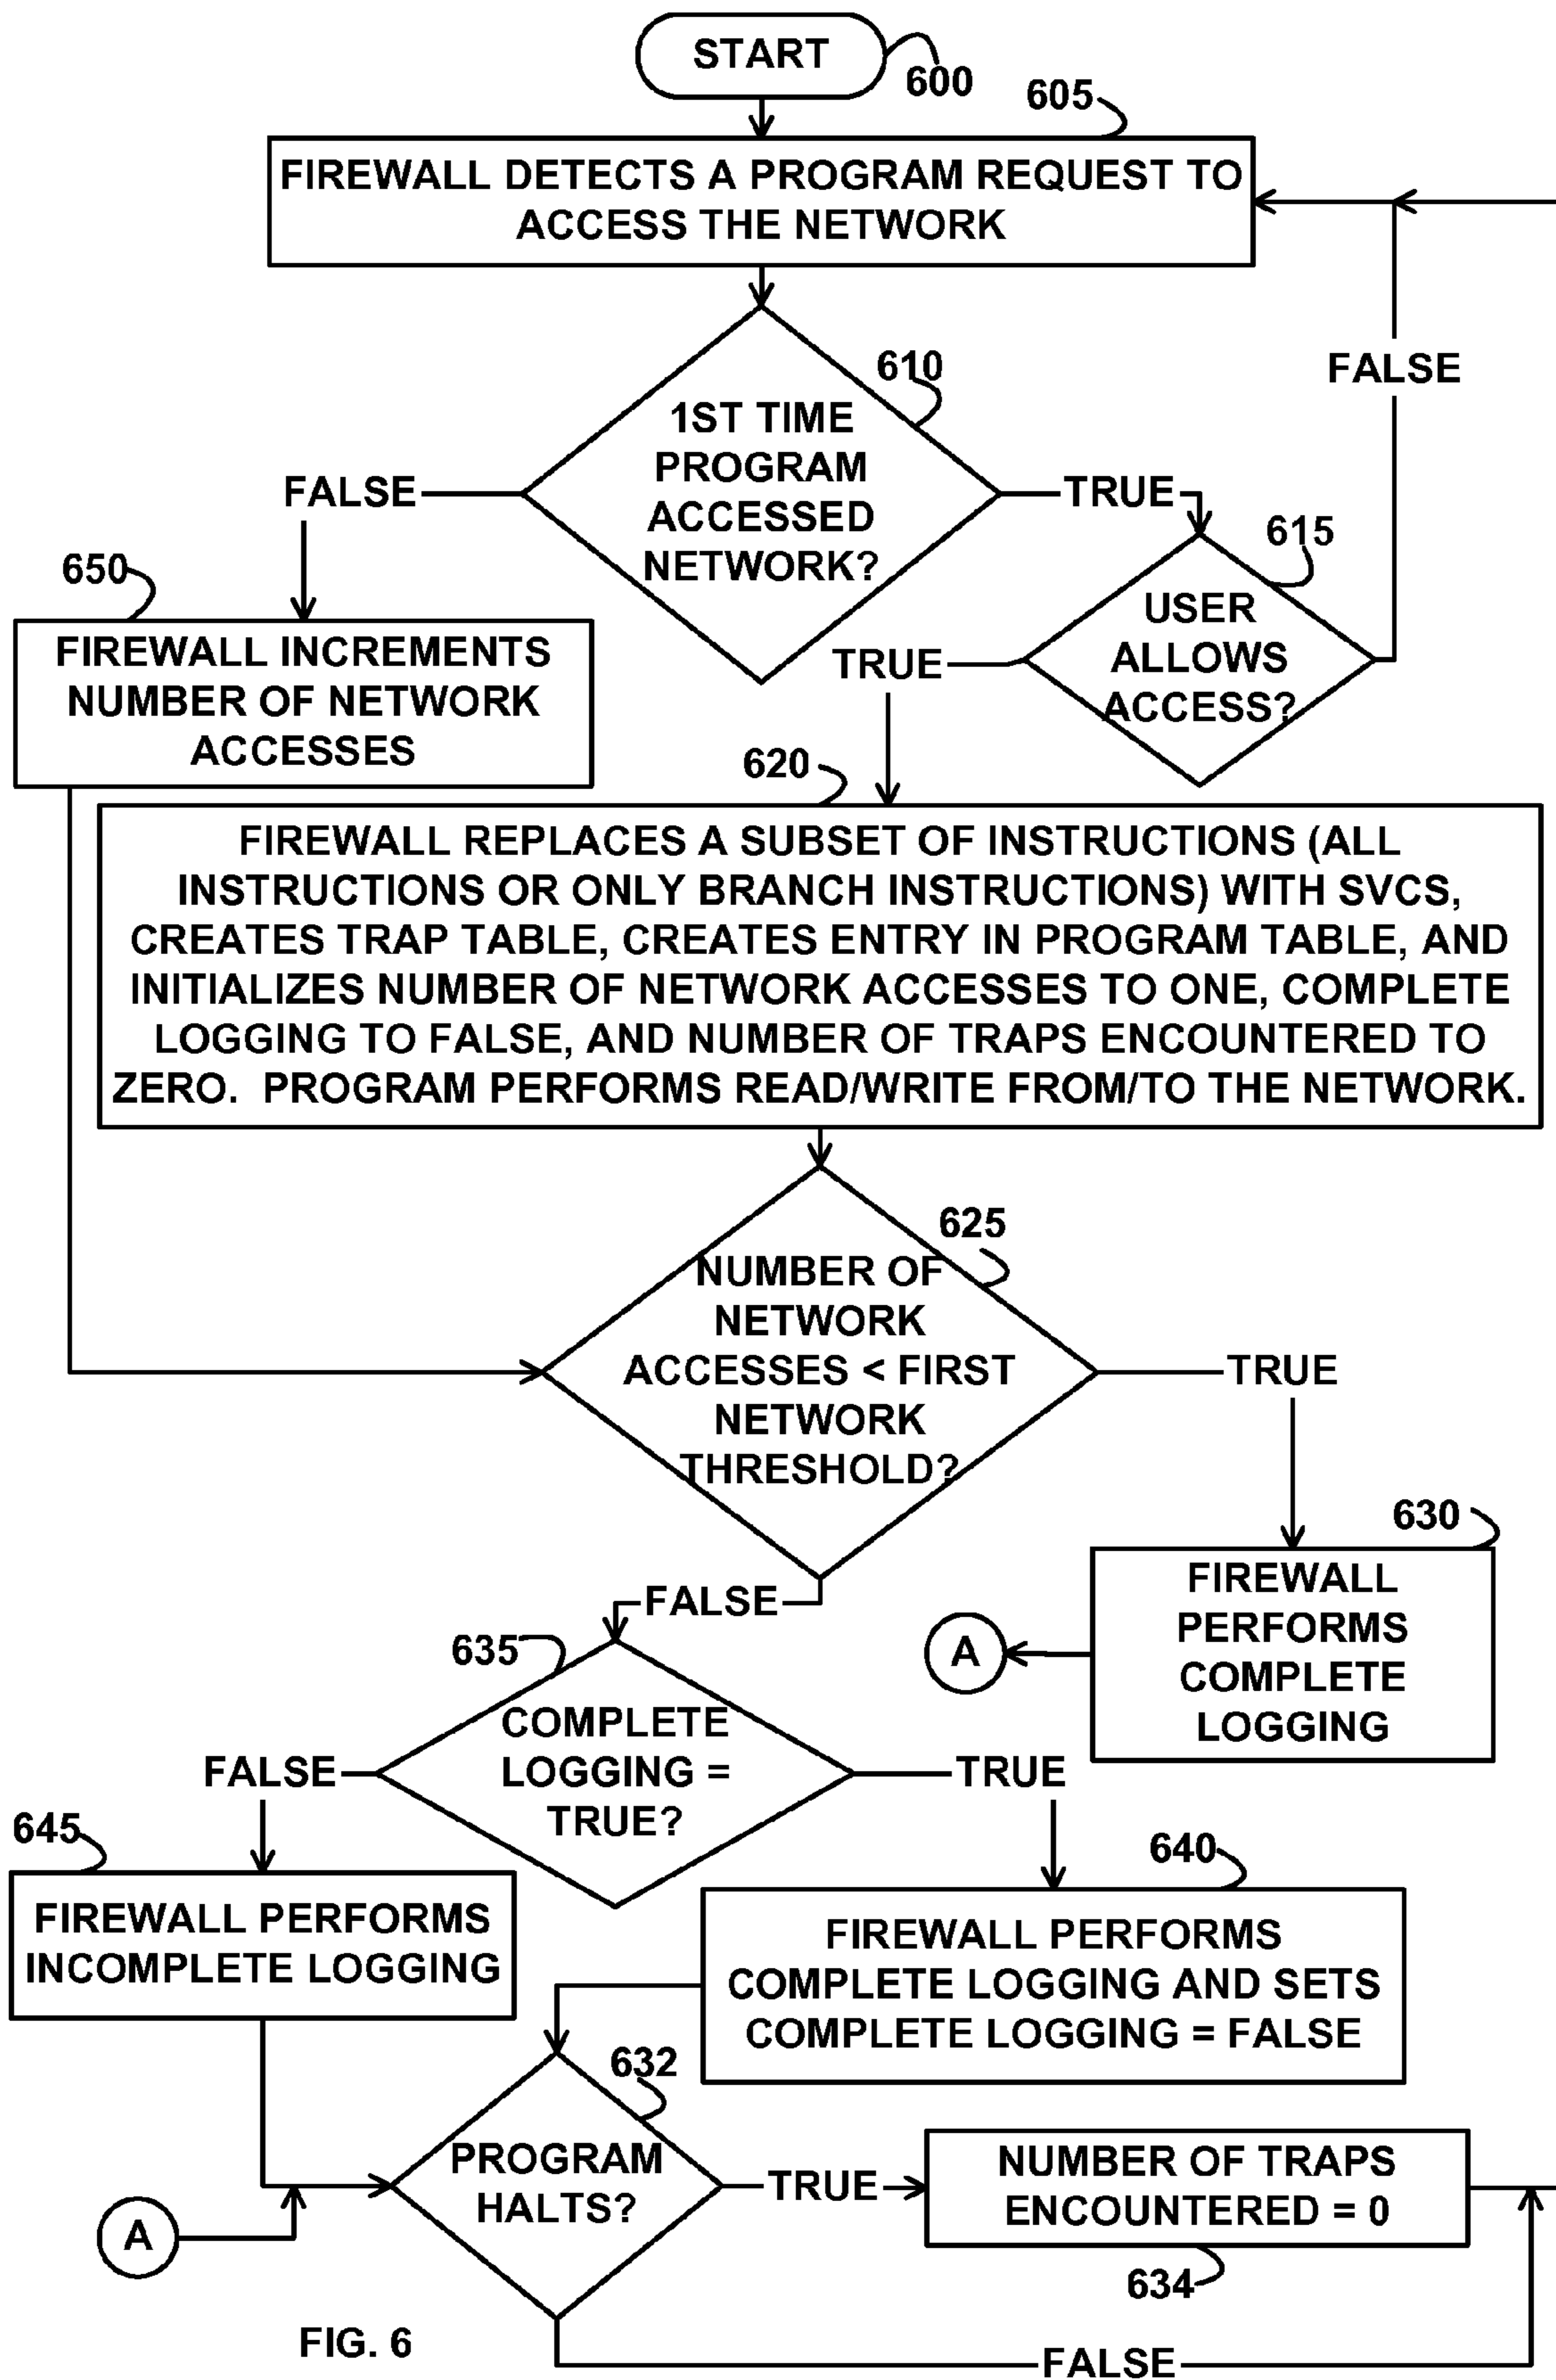 START
600
605
FIREWALL DETECTS A PROGRAM REQUEST TO
ACCESS THE NETWORK
610
FALSE
1ST TIME
PROGRAM
ACCESSED
NETWORK?
FALSE
TRUE
615
650
USER
ALLOWS
ACCESS?
FIREWALL INCREMENTS
NUMBER OF NETWORK
ACCESSES
TRUE
620
FIREWALL REPLACES A SUBSET OF INSTRUCTIONS (ALL
INSTRUCTIONS OR ONLY BRANCH INSTRUCTIONS) WITH SVCS,
CREATES TRAP TABLE, CREATES ENTRY IN PROGRAM TABLE, AND
INITIALIZES NUMBER OF NETWORK ACCESSES TO ONE, COMPLETE
LOGGING TO FALSE, AND NUMBER OF TRAPS ENCOUNTERED TO
ZERO. PROGRAM PERFORMS READ/WRITE FROM/TO THE NETWORK.
625
NUMBER OF
NETWORK
ACCESSES < FIRST
NETWORK
THRESHOLD?
TRUE
630
FIREWALL
PERFORMS
COMPLETE
LOGGING
FALSE
A
635
COMPLETE
LOGGING =
TRUE?
FALSE
TRUE
645
640
FIREWALL PERFORMS
INCOMPLETE LOGGING
FIREWALL PERFORMS
COMPLETE LOGGING AND SETS
COMPLETE LOGGING = FALSE
632
PROGRAM
HALTS?
TRUE
NUMBER OF TRAPS
ENCOUNTERED = 0
A
634
FIG. 6
FALSE